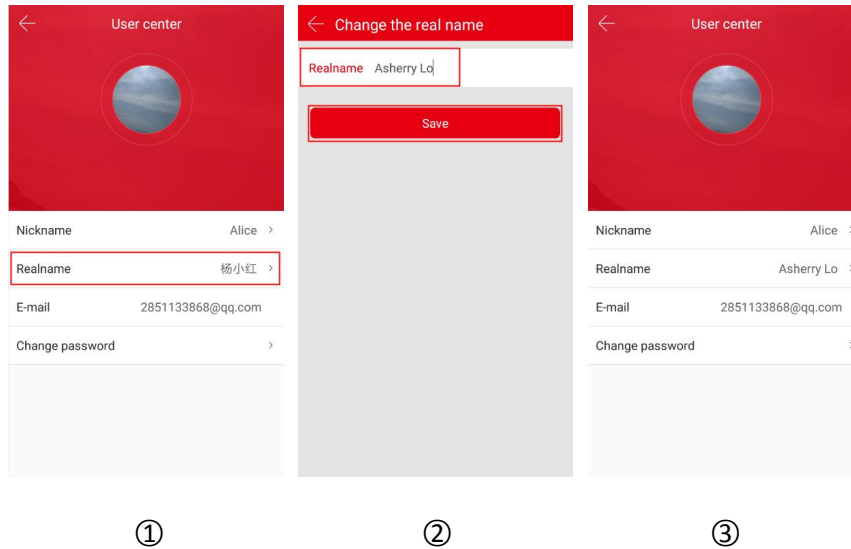 User center
Nickname Alice >
Realname 杨小红 >
E-mail 2851133868@qq.com
Change password >
Change the real name
Realname Asherry Lo
Save
User center
Nickname Alice
Realname Asherry Lo
E-mail 2851133868@qq.com
Change password
① ② ③